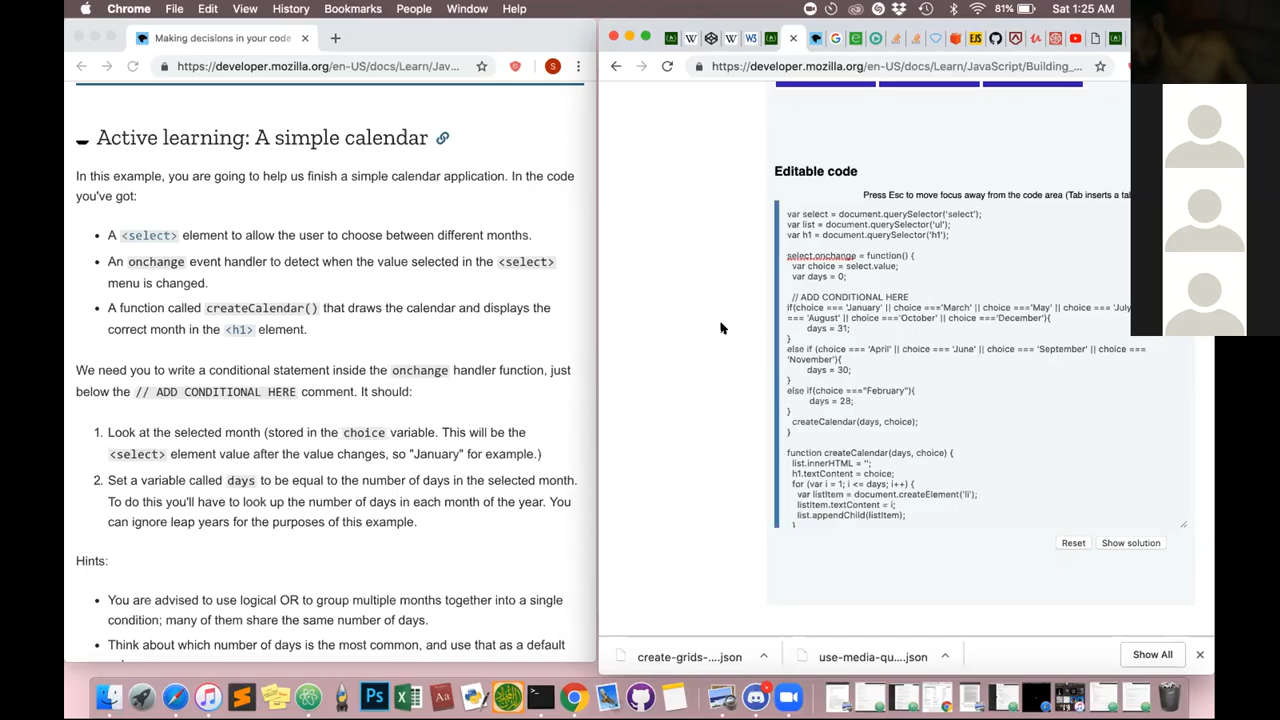 Chrome File Edit View History Bookmarks People Window Help
81% Sat 1:25 AM
Making decisions in your code
https://developer.mozilla.org/en-US/docs/Learn/Jav...
S
https://developer.mozilla.org/en-US/docs/Learn/JavaScript/Building_...
Active learning: A simple calendar
In this example, you are going to help us finish a simple calendar application. In the code
you've got:
• A <select> element to allow the user to choose between different months.
• An onchange event handler to detect when the value selected in the <select>
menu is changed.
• A function called createCalendar() that draws the calendar and displays the
correct month in the <h1> element.
We need you to write a conditional statement inside the onchange handler function, just
below the // ADD CONDITIONAL HERE comment. It should:
1. Look at the selected month (stored in the choice variable. This will be the
<select> element value after the value changes, so "January" for example.)
2. Set a variable called days to be equal to the number of days in the selected month.
To do this you'll have to look up the number of days in each month of the year. You
can ignore leap years for the purposes of this example.
Hints:
• You are advised to use logical OR to group multiple months together into a single
condition; many of them share the same number of days.
• Think about which number of days is the most common, and use that as a default
Editable code
Press Esc to move focus away from the code area (Tab inserts a tal
var select = document.querySelector('select');
var list = document.querySelector('ul');
var h1 = document.querySelector('h1');
select.onchange = function() {
var choice = select.value;
var days = 0;
// ADD CONDITIONAL HERE
if(choice === 'January' || choice ==='March' || choice ==='May' || choice === 'July
=== 'August' || choice ==='October' || choice ==='December'){
days = 31;
}
else if (choice === 'April' || choice === 'June' || choice === 'September' || choice ===
'November'){
days = 30;
}
else if(choice ==="February"){
days = 28;
}
createCalendar(days, choice);
}
function createCalendar(days, choice) {
list.innerHTML = '';
h1.textContent = choice;
for (var i = 1; i <= days; i++) {
var listItem = document.createElement('li');
listItem.textContent = i;
list.appendChild(listItem);
}
Reset Show solution
create-grids-....json use-media-qu....json Show All